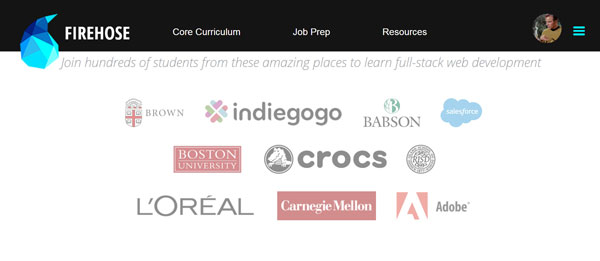 FIREHOSE Core Curriculum Job Prep Resources
Join hundreds of students from these amazing places to learn full-stack web development
BROWN indiegogo BABSON salesforce
BOSTON
UNIVERSITY
crocs
L'ORÉAL Carnegie Mellon Adobe